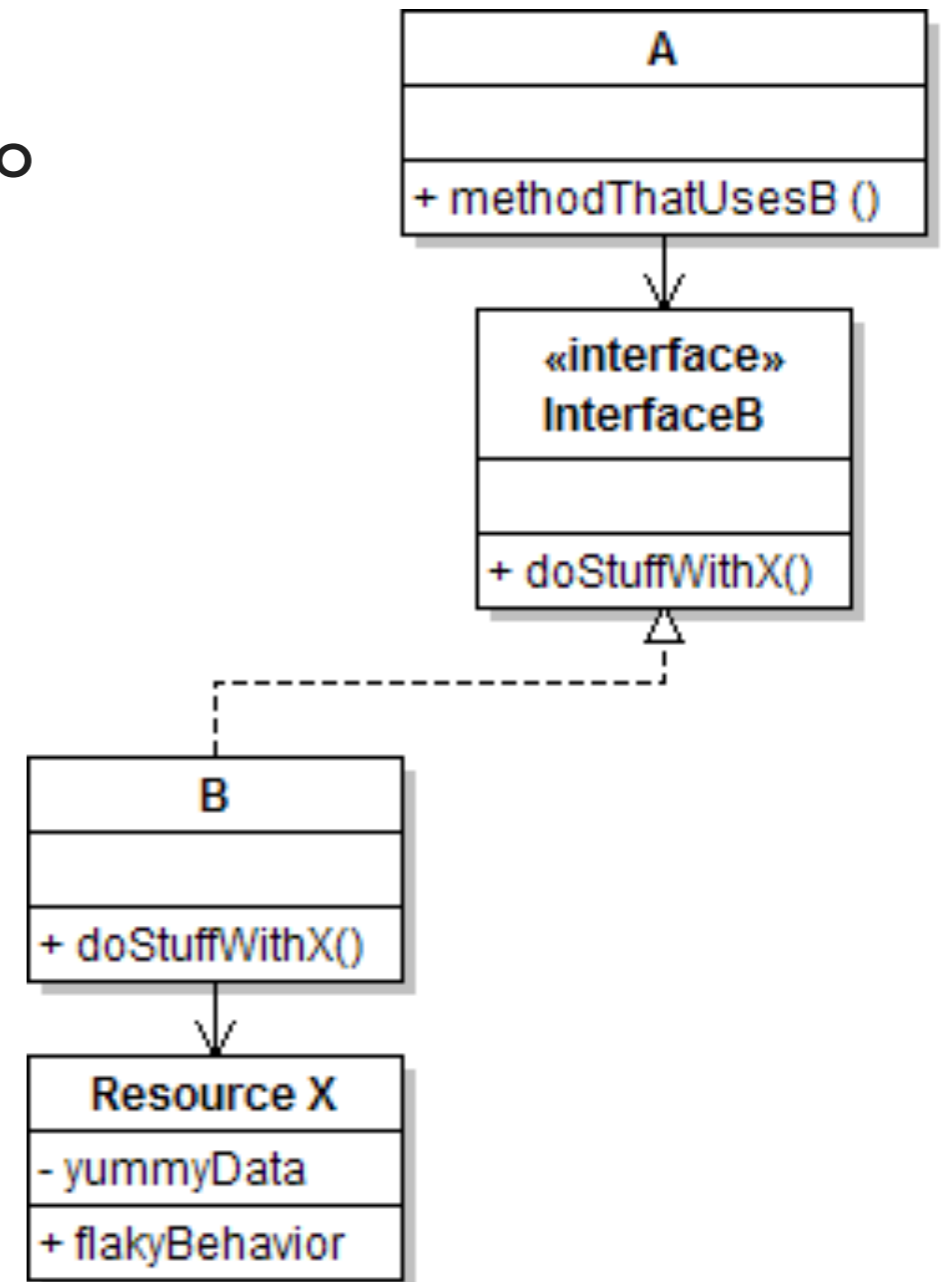 A
o
+ methodThatUsesB ()
«interface»
InterfaceB
+ doStuffWithX()
B
+ doStuffWithX()
Resource X
- yummyData
+ flakyBehavior